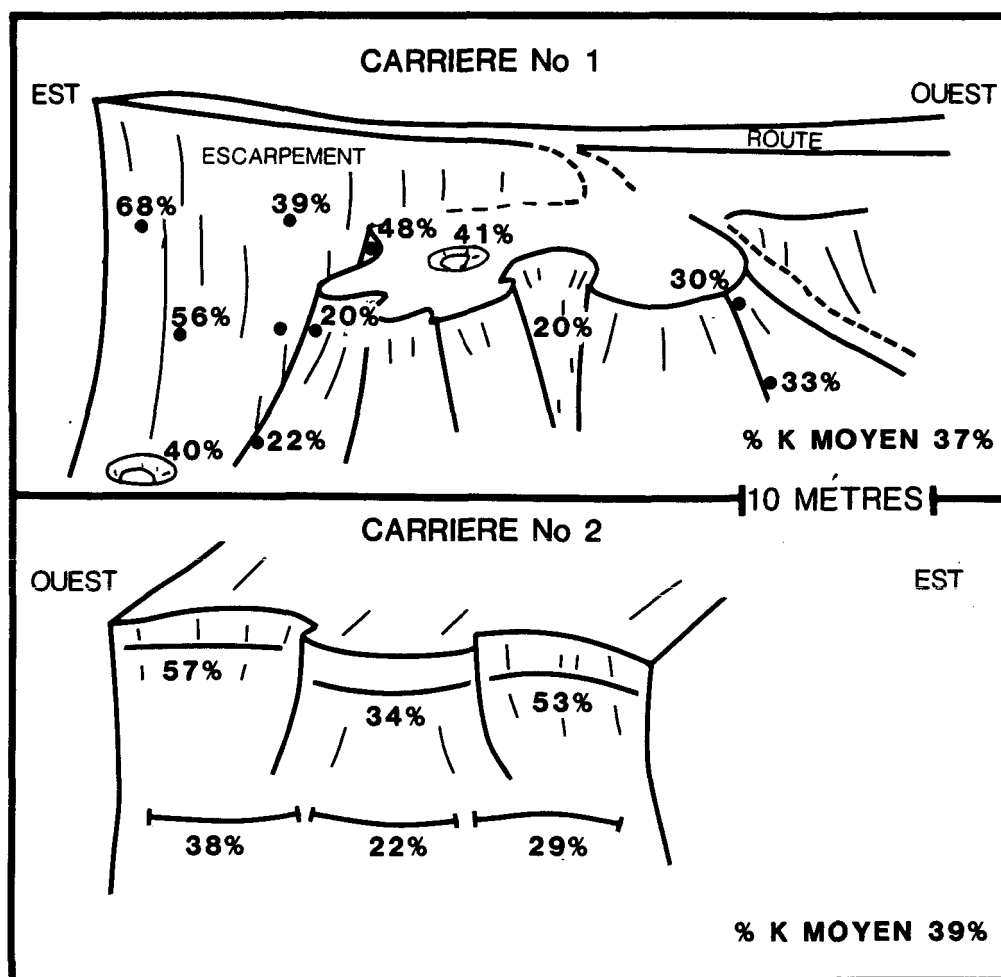 CARRIERE No 1
EST
OUEST
ROUTE
ESCARPEMENT
68%
39%
48%
41%
30%
56%
20%
20%
33%
22%
40%
% K MOYEN 37%
10 MÉTRES
CARRIERE No 2
OUEST
EST
57%
34%
53%
38%
22%
29%
% K MOYEN 39%